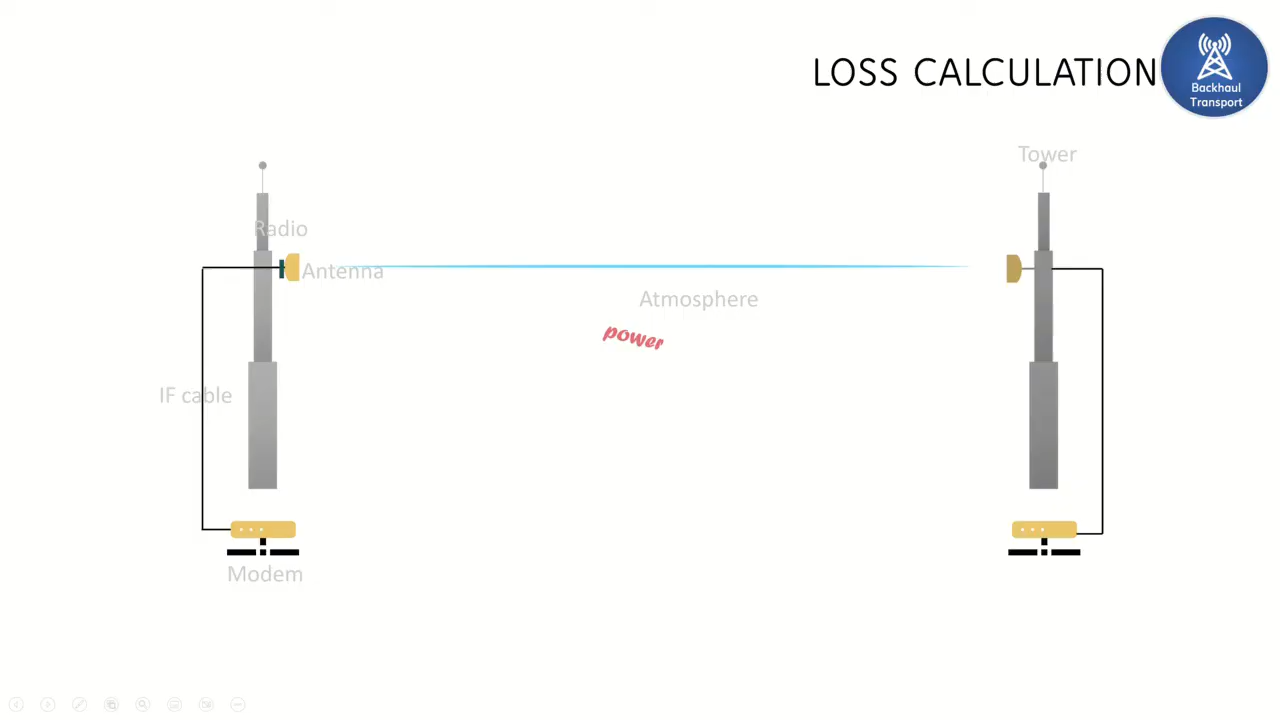 LOSS CALCULATION
Backhaul
Transport
Tower
Radio
Antenna
Atmosphere
power
IF cable
Modem